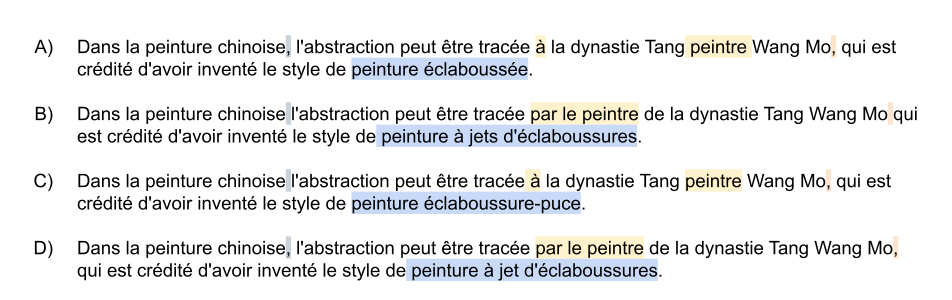 A) Dans la peinture chinoise, l'abstraction peut être tracée à la dynastie Tang peintre Wang Mo, qui est
crédité d'avoir inventé le style de peinture éclaboussée.
B) Dans la peinture chinoise l'abstraction peut être tracée par le peintre de la dynastie Tang Wang Mo qui
est crédité d'avoir inventé le style de peinture à jets d'éclaboussures.
C) Dans la peinture chinoise l'abstraction peut être tracée à la dynastie Tang peintre Wang Mo, qui est
crédité d'avoir inventé le style de peinture éclaboussure-puce.
D) Dans la peinture chinoise, l'abstraction peut être tracée par le peintre de la dynastie Tang Wang Mo,
qui est crédité d'avoir inventé le style de peinture à jet d'éclaboussures.